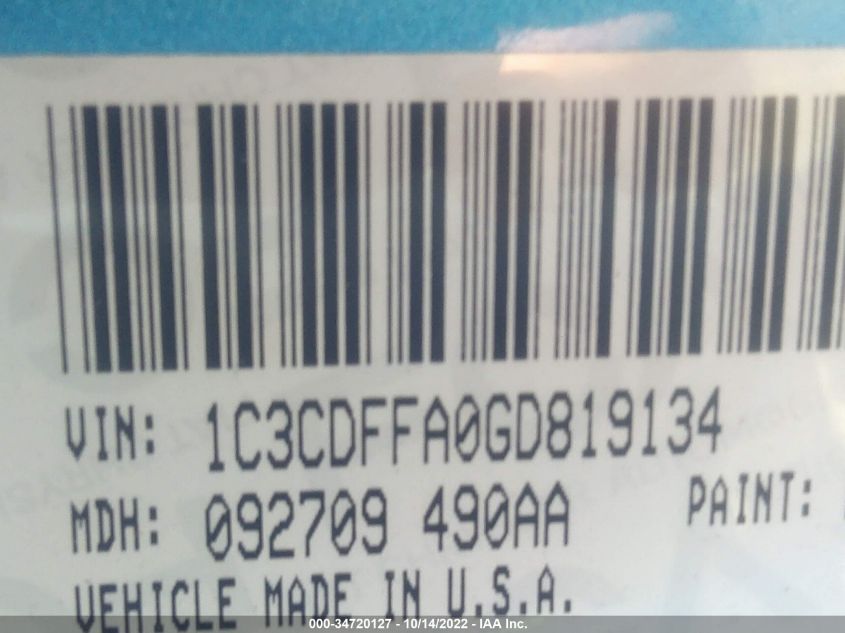 VIN: 1C3CDFFA0GD819134
MDH: 092709 490AA PAINT:
VEHICLE MADE IN U.S.A.
000-34720127 - 10/14/2022 - IAA Inc.